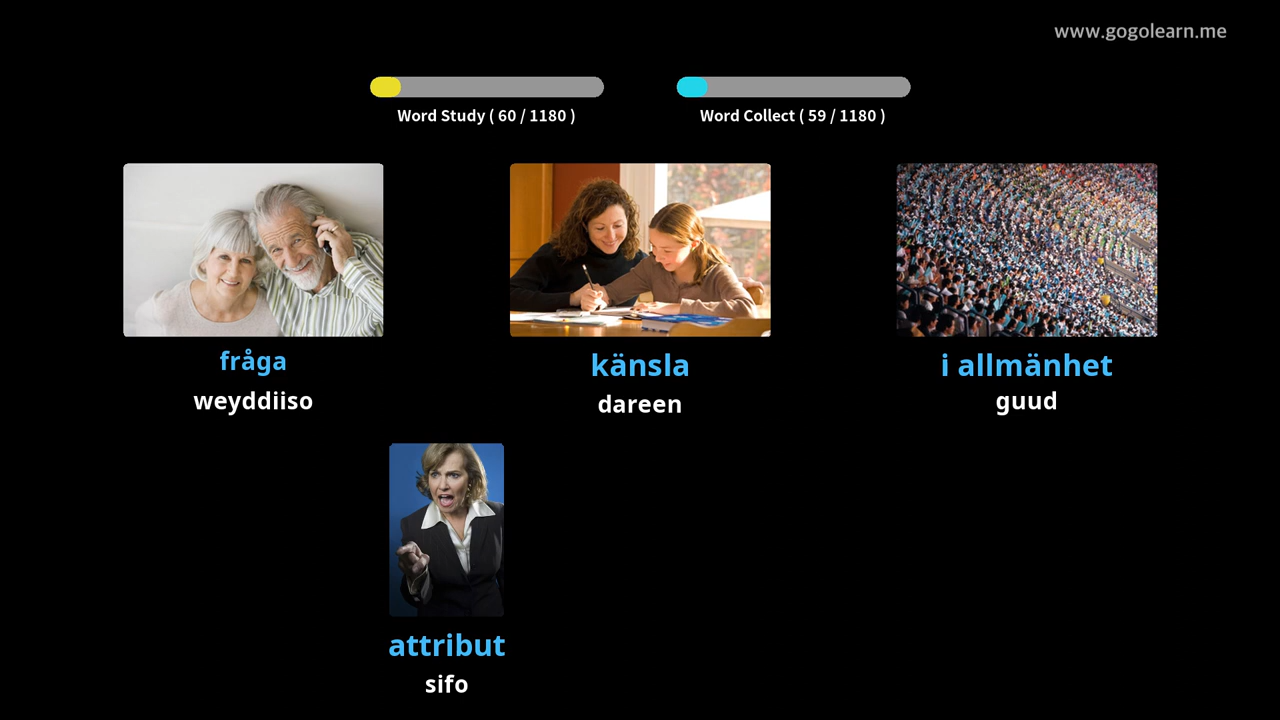 www.gogolearn.me
Word Study ( 60 / 1180 )
Word Collect ( 59 / 1180 )
fråga
weyddiiso
känsla
dareen
i allmänhet
guud
attribut
sifo